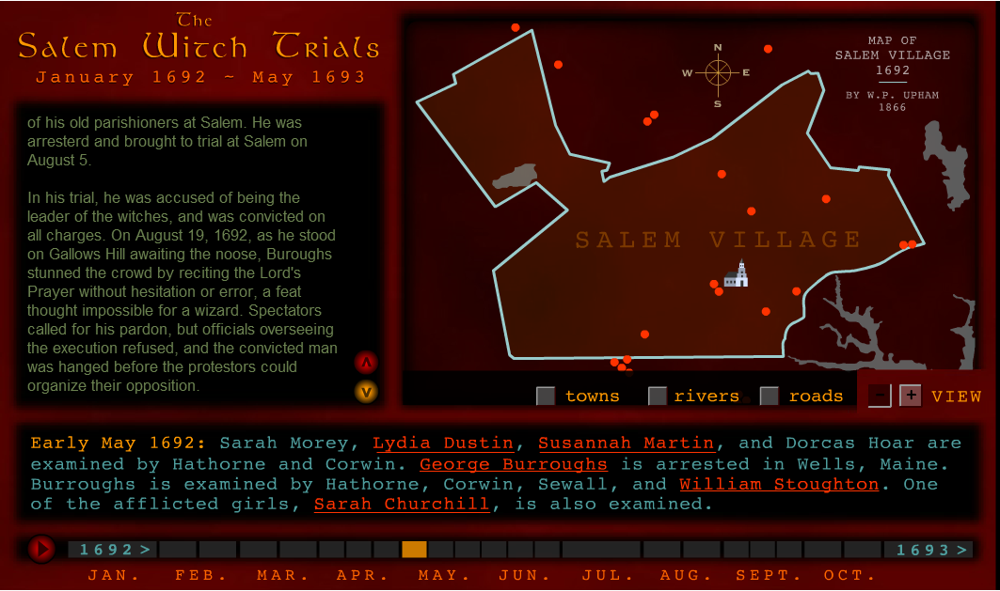 The
Salem Witch Trials
January 1692 ~ May 1693
of his old parishioners at Salem. He was
arresterd and brought to trial at Salem on
August 5.
In his trial, he was accused of being the
leader of the witches, and was convicted on
all charges. On August 19, 1692, as he stood
on Gallows Hill awaiting the noose, Buroughs
stunned the crowd by reciting the Lord's
Prayer without hesitation or error, a feat
thought impossible for a wizard. Spectators
called for his pardon, but officials overseeing
the execution refused, and the convicted man
was hanged before the protestors could
organize their opposition.
N
W E
S
MAP OF
SALEM VILLAGE
1692
BY W.P. UPHAM
1866
SALEM VILLAGE
towns rivers roads - + VIEW
Early May 1692: Sarah Morey, Lydia Dustin, Susannah Martin, and Dorcas Hoar are
examined by Hathorne and Corwin. George Burroughs is arrested in Wells, Maine.
Burroughs is examined by Hathorne, Corwin, Sewall, and William Stoughton. One
of the afflicted girls, Sarah Churchill, is also examined.
1692 > 1693 >
JAN. FEB. MAR. APR. MAY. JUN. JUL. AUG. SEPT. OCT.